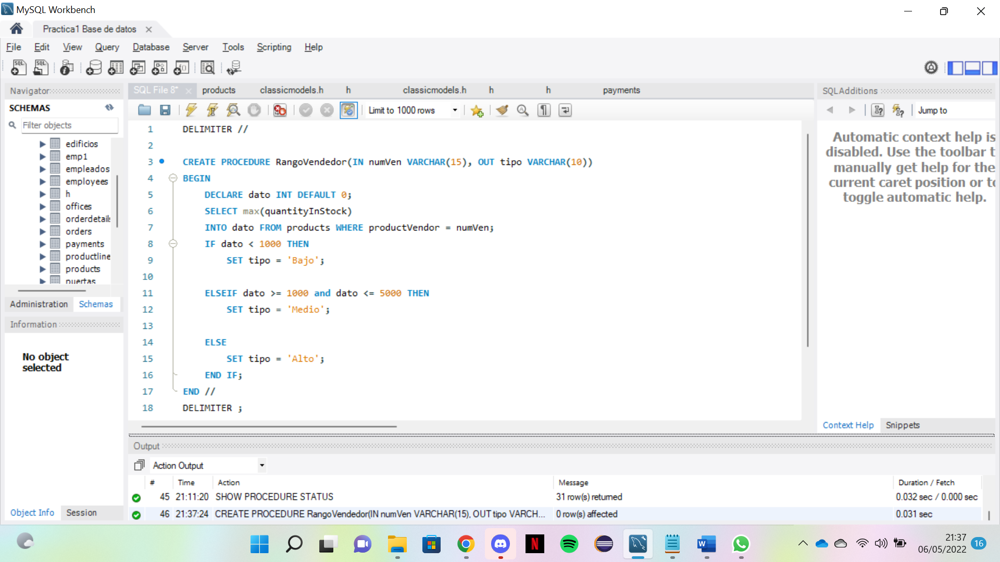 MySQL Workbench
Practica1 Base de datos
File Edit View Query Database Server Tools Scripting Help
Navigator
SCHEMAS
Filter objects
edificios
emp1
empleados
employees
h
offices
orderdetails
orders
payments
productline
products
puertas
Administration Schemas
Information
No object
selected
Object Info Session
SQL File 8* products classicmodels.h h classicmodels.h h h payments
Limit to 1000 rows
1 DELIMITER //
2
3 CREATE PROCEDURE RangoVendedor(IN numVen VARCHAR(15), OUT tipo VARCHAR(10))
4 BEGIN
5 DECLARE dato INT DEFAULT 0;
6 SELECT max(quantityInStock)
7 INTO dato FROM products WHERE productVendor = numVen;
8 IF dato < 1000 THEN
9 SET tipo = 'Bajo';
10
11 ELSEIF dato >= 1000 and dato <= 5000 THEN
12 SET tipo = 'Medio';
13
14 ELSE
15 SET tipo = 'Alto';
16 END IF;
17 END //
18 DELIMITER ;
SQLAdditions
Jump to
Automatic context help is
disabled. Use the toolbar t
manually get help for the
current caret position or to
toggle automatic help.
Context Help Snippets
Output
Action Output
# Time Action Message Duration / Fetch
45 21:11:20 SHOW PROCEDURE STATUS 31 row(s) returned 0.032 sec / 0.000 sec
46 21:37:24 CREATE PROCEDURE RangoVendedor(IN numVen VARCHAR(15), OUT tipo VARCH... 0 row(s) affected 0.031 sec
21:37
06/05/2022 16